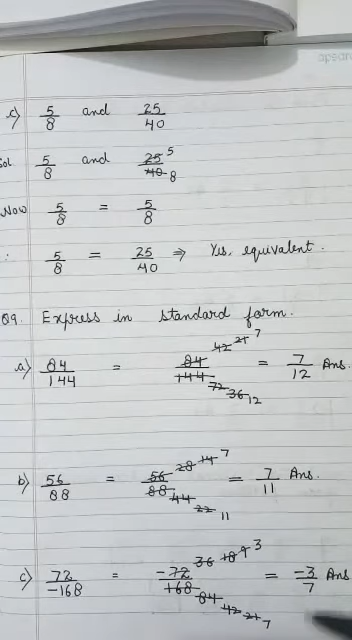 apsara
c) 5/8 and 25/40
Sol 5/8 and 25/40 5 8
Now 5/8 = 5/8
∴ 5/8 = 25/40 ⇒ Yes, equivalent.
Q9. Express in standard form.
a) 84/144 = 84/144 42 21 7 72 36 12 = 7/12 Ans.
b) 56/88 = 56/88 28 14 7 44 22 11 = 7/11 Ans.
c) 72/-168 = -72/168 36 18 9 3 84 42 21 7 = -3/7 Ans